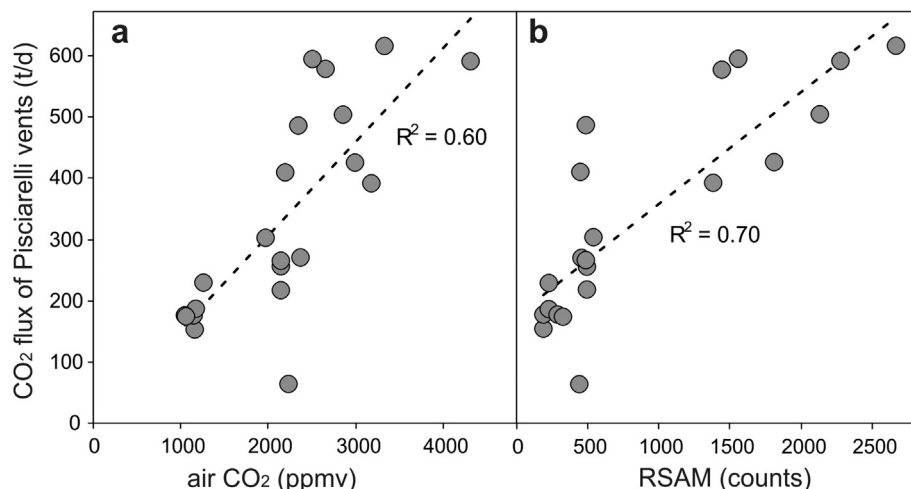 a
b
CO₂ flux of Pisciarelli vents (t/d)
600
500
400
300
200
100
0
R² = 0.60
R² = 0.70
0 1000 2000 3000 4000
0 500 1000 1500 2000 2500
air CO₂ (ppmv)
RSAM (counts)